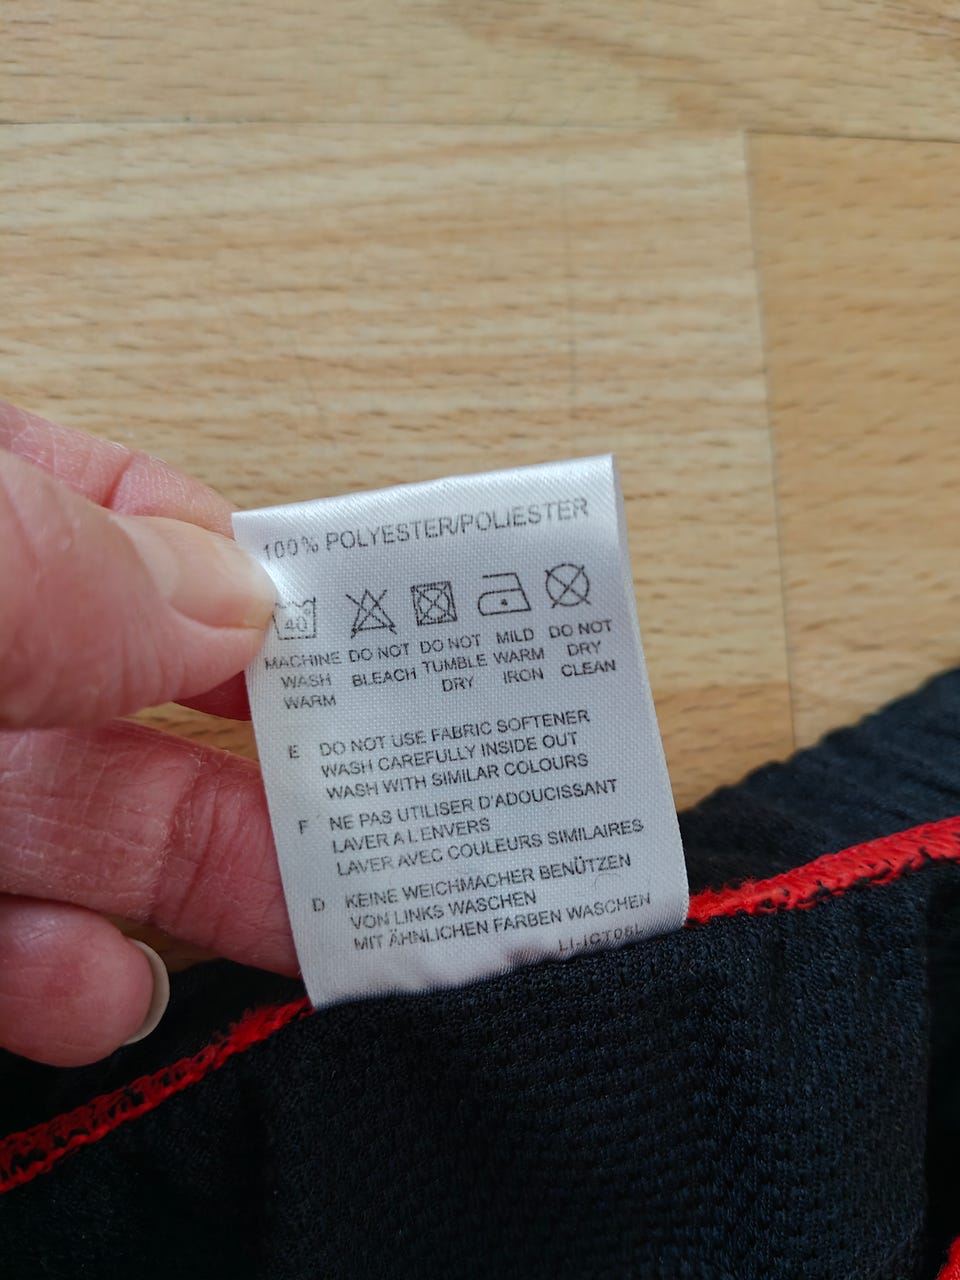 100% POLYESTER/POLIESTER
40
MACHINE WASH WARM
DO NOT BLEACH
DO NOT TUMBLE DRY
MILD WARM IRON
DO NOT DRY CLEAN
E DO NOT USE FABRIC SOFTENER
WASH CAREFULLY INSIDE OUT
WASH WITH SIMILAR COLOURS
F NE PAS UTILISER D'ADOUCISSANT
LAVER A L'ENVERS
LAVER AVEC COULEURS SIMILAIRES
D KEINE WEICHMACHER BENÜTZEN
VON LINKS WASCHEN
MIT ÄHNLICHEN FARBEN WASCHEN